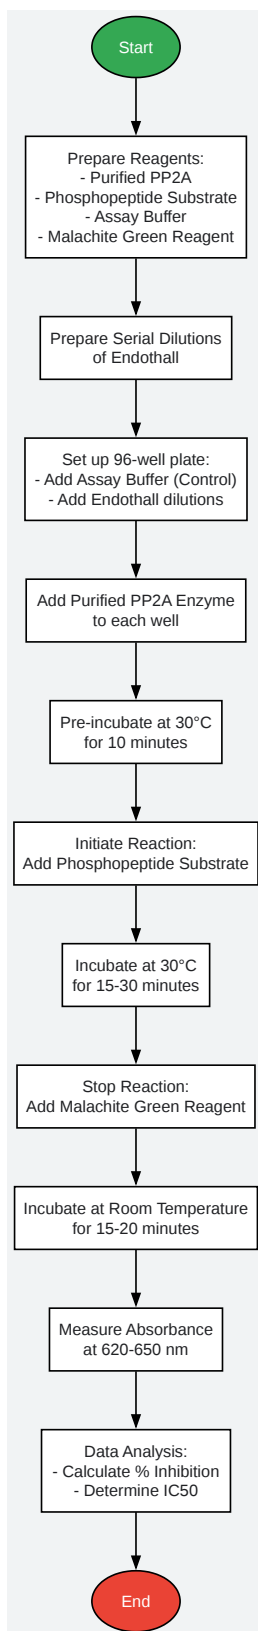 Start
Prepare Reagents:
- Purified PP2A
- Phosphopeptide Substrate
- Assay Buffer
- Malachite Green Reagent
Prepare Serial Dilutions
of Endothall
Set up 96-well plate:
- Add Assay Buffer (Control)
- Add Endothall dilutions
Add Purified PP2A Enzyme
to each well
Pre-incubate at 30°C
for 10 minutes
Initiate Reaction:
Add Phosphopeptide Substrate
Incubate at 30°C
for 15-30 minutes
Stop Reaction:
Add Malachite Green Reagent
Incubate at Room Temperature
for 15-20 minutes
Measure Absorbance
at 620-650 nm
Data Analysis:
- Calculate % Inhibition
- Determine IC50
End